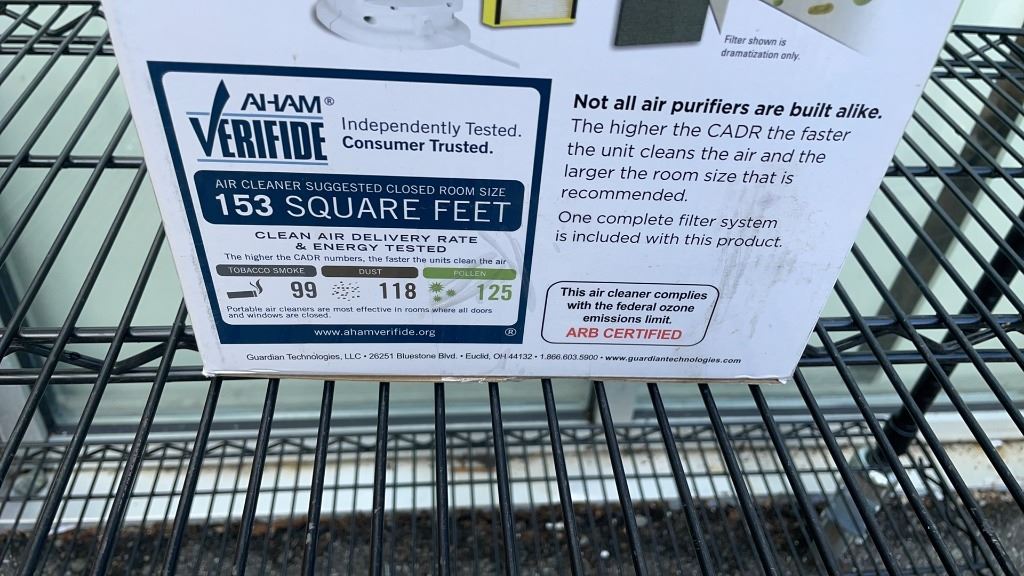 Filter shown is
dramatization only.
AHAM®
VERIFIDE
Independently Tested.
Consumer Trusted.
AIR CLEANER SUGGESTED CLOSED ROOM SIZE
153 SQUARE FEET
CLEAN AIR DELIVERY RATE
& ENERGY TESTED
The higher the CADR numbers, the faster the units clean the air
TOBACCO SMOKE
99
DUST
118
POLLEN
125
Portable air cleaners are most effective in rooms where all doors
and windows are closed.
www.ahamverifide.org ®
Not all air purifiers are built alike.
The higher the CADR the faster
the unit cleans the air and the
larger the room size that is
recommended.
One complete filter system
is included with this product.
This air cleaner complies
with the federal ozone
emissions limit.
ARB CERTIFIED
Guardian Technologies, LLC • 26251 Bluestone Blvd. • Euclid, OH 44132 • 1.866.603.5900 • www.guardiantechnologies.com